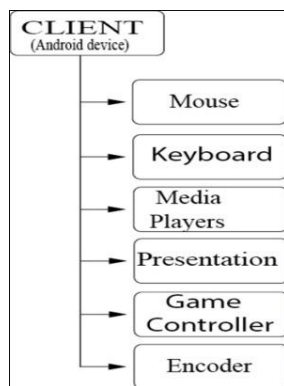 CLIENT
(Android device)
Mouse
Keyboard
Media
Players
Presentation
Game
Controller
Encoder